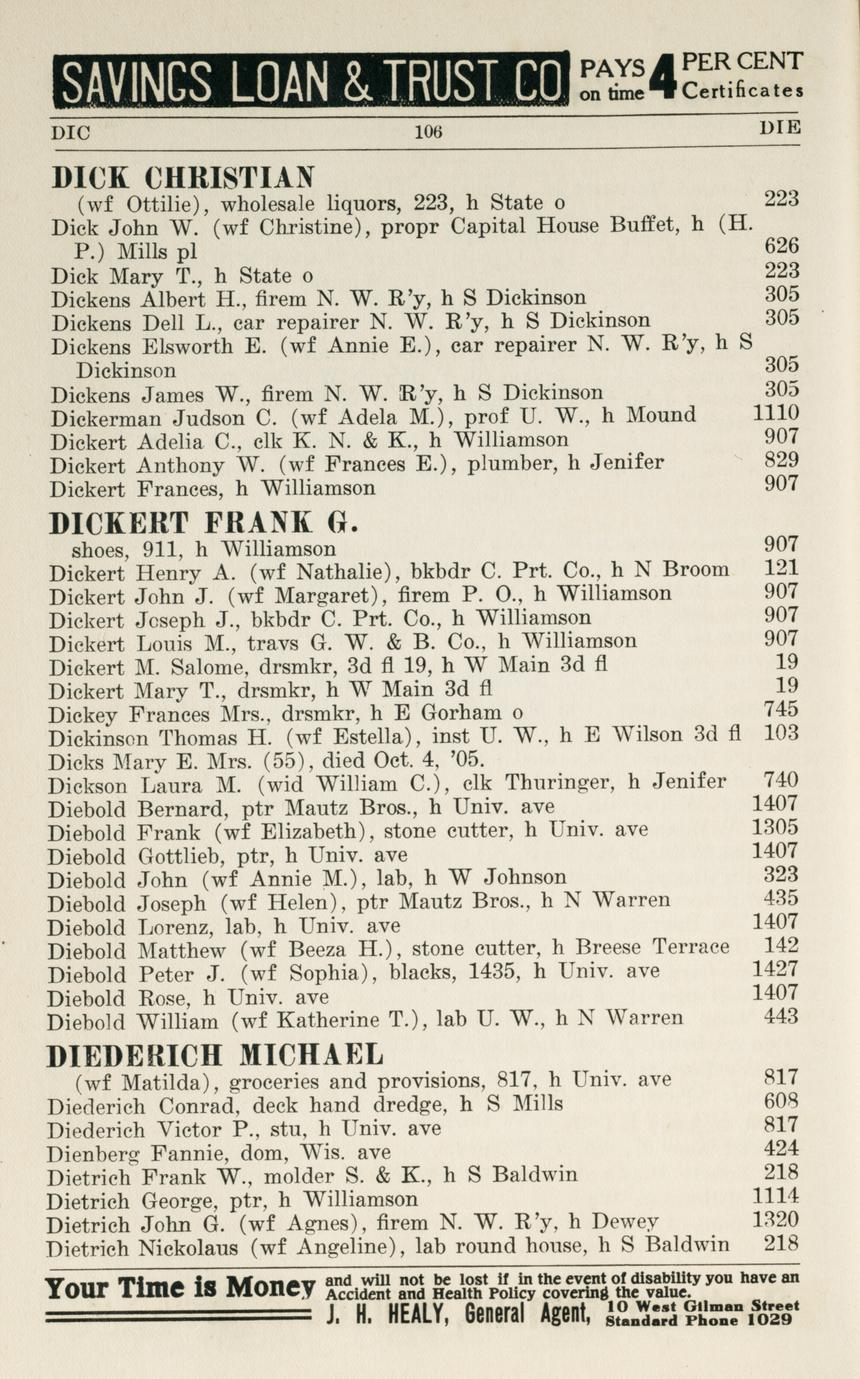 SAVINGS LOAN & TRUST CO PAYS on time 4 PER CENT Certificates
DIC 106 DIE
DICK CHRISTIAN
(wf Ottilie), wholesale liquors, 223, h State o 223
Dick John W. (wf Christine), propr Capital House Buffet, h (H.
P.) Mills pl 626
Dick Mary T., h State o 223
Dickens Albert H., firem N. W. R'y, h S Dickinson 305
Dickens Dell L., car repairer N. W. R'y, h S Dickinson 305
Dickens Elsworth E. (wf Annie E.), car repairer N. W. R'y, h S
Dickinson 305
Dickens James W., firem N. W. R'y, h S Dickinson 305
Dickerman Judson C. (wf Adela M.), prof U. W., h Mound 1110
Dickert Adelia C., clk K. N. & K., h Williamson 907
Dickert Anthony W. (wf Frances E.), plumber, h Jenifer 829
Dickert Frances, h Williamson 907
DICKERT FRANK G.
shoes, 911, h Williamson 907
Dickert Henry A. (wf Nathalie), bkbdr C. Prt. Co., h N Broom 121
Dickert John J. (wf Margaret), firem P. O., h Williamson 907
Dickert Joseph J., bkbdr C. Prt. Co., h Williamson 907
Dickert Louis M., travs G. W. & B. Co., h Williamson 907
Dickert M. Salome, drsmkr, 3d fl 19, h W Main 3d fl 19
Dickert Mary T., drsmkr, h W Main 3d fl 19
Dickey Frances Mrs., drsmkr, h E Gorham o 745
Dickinson Thomas H. (wf Estella), inst U. W., h E Wilson 3d fl 103
Dicks Mary E. Mrs. (55), died Oct. 4, '05.
Dickson Laura M. (wid William C.), clk Thuringer, h Jenifer 740
Diebold Bernard, ptr Mautz Bros., h Univ. ave 1407
Diebold Frank (wf Elizabeth), stone cutter, h Univ. ave 1305
Diebold Gottlieb, ptr, h Univ. ave 1407
Diebold John (wf Annie M.), lab, h W Johnson 323
Diebold Joseph (wf Helen), ptr Mautz Bros., h N Warren 435
Diebold Lorenz, lab, h Univ. ave 1407
Diebold Matthew (wf Beeza H.), stone cutter, h Breese Terrace 142
Diebold Peter J. (wf Sophia), blacks, 1435, h Univ. ave 1427
Diebold Rose, h Univ. ave 1407
Diebold William (wf Katherine T.), lab U. W., h N Warren 443
DIEDERICH MICHAEL
(wf Matilda), groceries and provisions, 817, h Univ. ave 817
Diederich Conrad, deck hand dredge, h S Mills 608
Diederich Victor P., stu, h Univ. ave 817
Dienberg Fannie, dom, Wis. ave 424
Dietrich Frank W., molder S. & K., h S Baldwin 218
Dietrich George, ptr, h Williamson 1114
Dietrich John G. (wf Agnes), firem N. W. R'y, h Dewey 1320
Dietrich Nickolaus (wf Angeline), lab round house, h S Baldwin 218
Your Time is Money and will not be lost if in the event of disability you have an
Accident and Health Policy covering the value.
J. H. HEALY, General Agent, 10 West Gilman Street
Standard Phone 1029